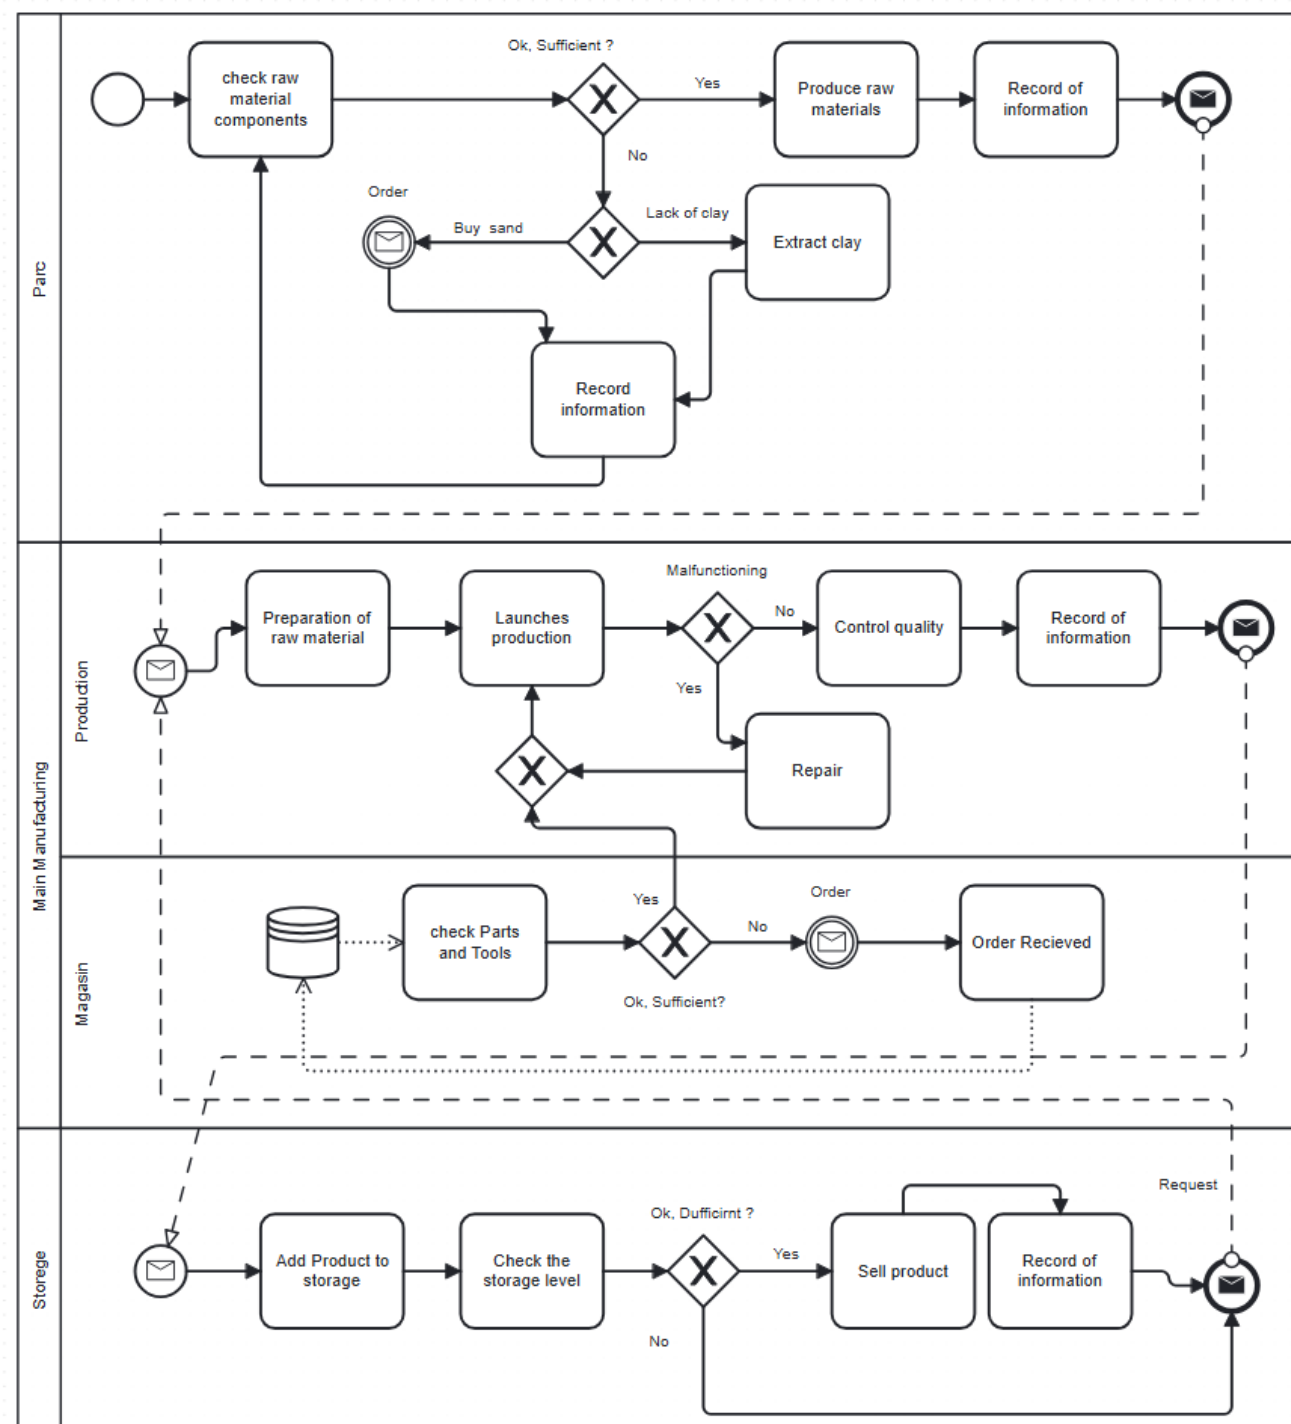 Parc
check raw
material
components
Ok, Sufficient ?
Yes
Produce raw
materials
Record of
information
No
Order
Buy sand
Lack of clay
Extract clay
Record
information
Main Manufacturing
Production
Preparation of
raw material
Launches
production
Malfunctioning
No
Control quality
Record of
information
Yes
Repair
Magasin
check Parts
and Tools
Yes
Ok, Sufficient?
No
Order
Order Recieved
Storege
Add Product to
storage
Check the
storage level
Ok, Dufficirnt ?
Yes
Sell product
Record of
information
Request
No